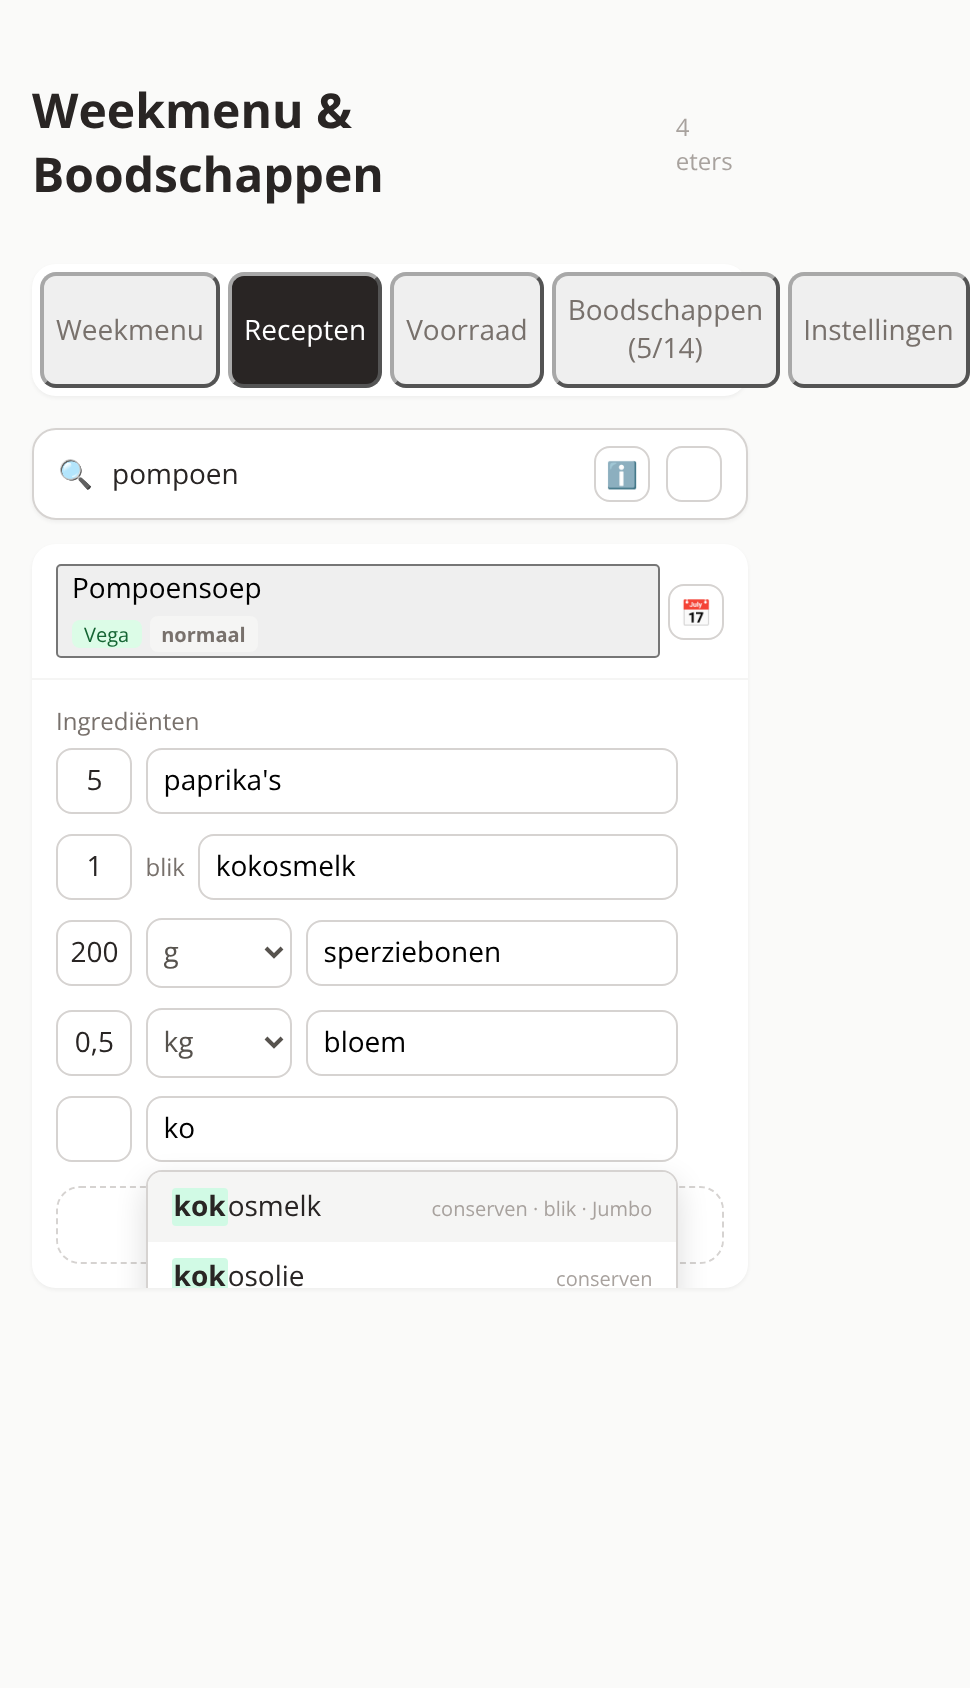 Weekmenu &
Boodschappen
4
eters
Weekmenu
Recepten
Voorraad
Boodschappen
(5/14)
Instellingen
pompoen
Pompoensoep
Vega normaal
July
17
Ingrediënten
5 paprika's
1 blik kokosmelk
200 g sperziebonen
0,5 kg bloem
ko
kokosmelk conserven · blik · Jumbo
kokosolie conserven